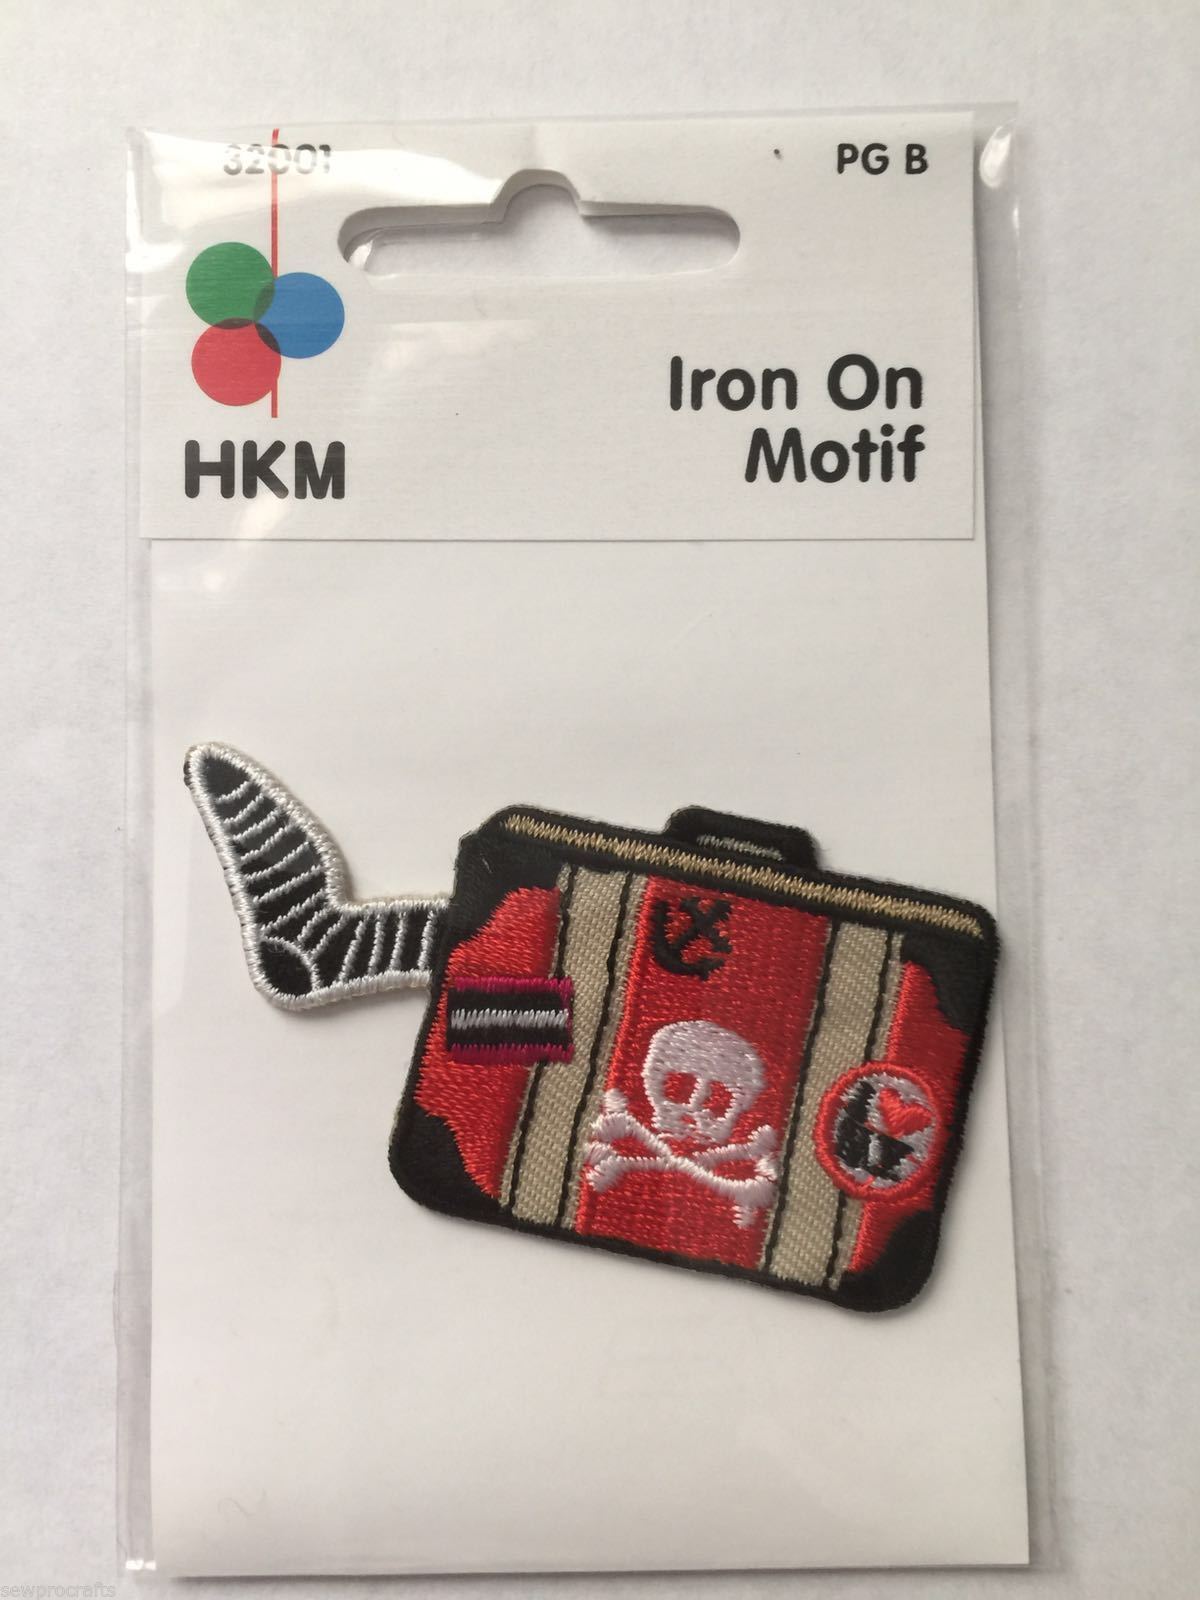 32001
PG B
Iron On
Motif
HKM
I
sewprocrafts